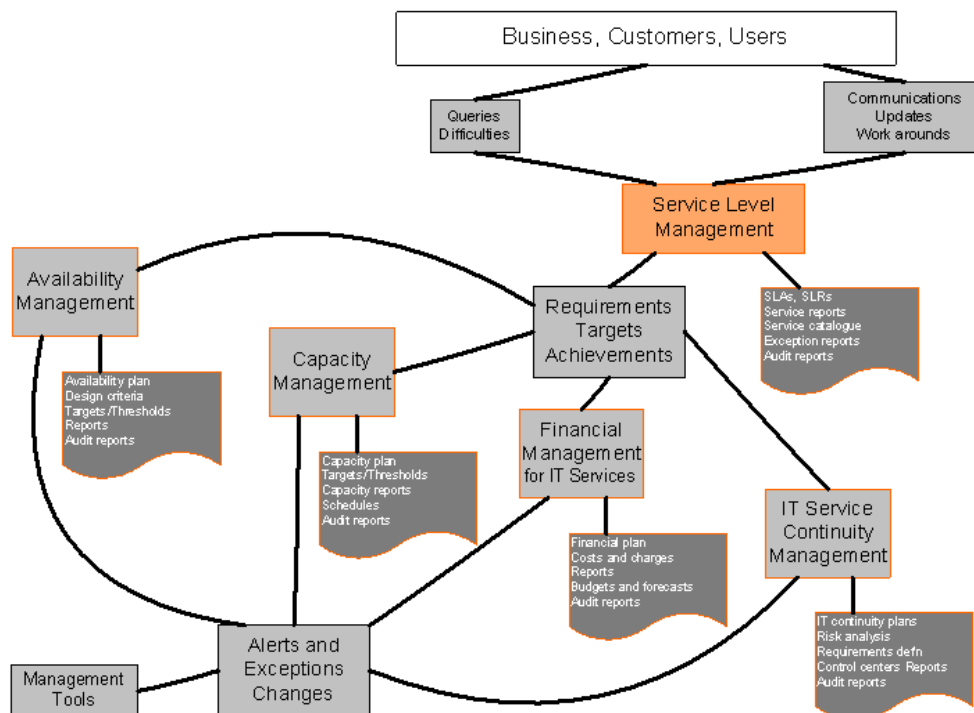 Business, Customers, Users
Queries
Difficulties
Communications
Updates
Work arounds
Service Level
Management
SLAs, SLRs
Service reports
Service catalogue
Exception reports
Audit reports
Availability
Management
Availability plan
Design criteria
Targets/Thresholds
Reports
Audit reports
Requirements
Targets
Achievements
Capacity
Management
Capacity plan
Targets/Thresholds
Capacity reports
Schedules
Audit reports
Financial
Management
for IT Services
Financial plan
Costs and charges
Reports
Budgets and forecasts
Audit reports
IT Service
Continuity
Management
IT continuity plans
Risk analysis
Requirements defn
Control centers Reports
Audit reports
Alerts and
Exceptions
Changes
Management
Tools